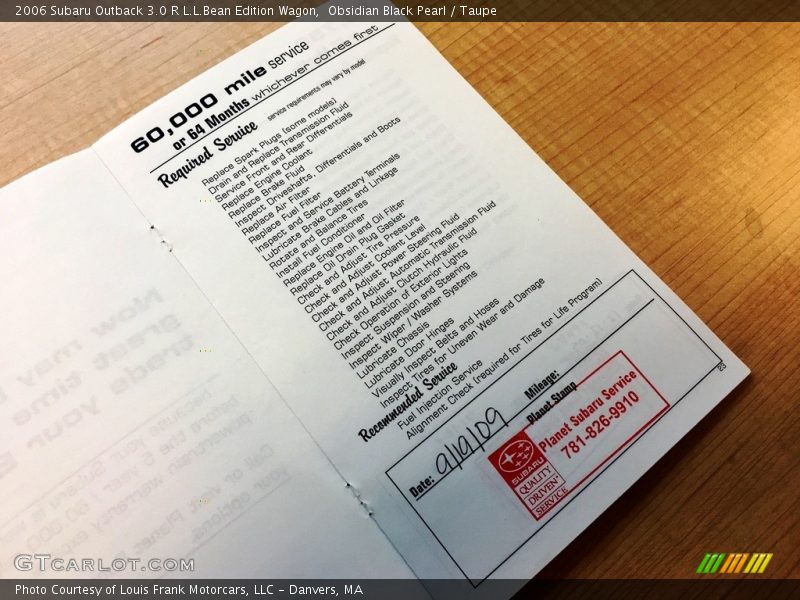 2006 Subaru Outback 3.0 R L.L.Bean Edition Wagon,  Obsidian Black Pearl / Taupe
60,000 mile service
or 64 Months whichever comes first
service requirements may vary by model
Required Service
Replace Spark Plugs (some models)
Drain and Replace Transmission Fluid
Service Front and Rear Differentials
Replace Engine Coolant
Replace Brake Fluid
Inspect Driveshafts, Differentials and Boots
Replace Air Filter
Replace Fuel Filter
Inspect and Service Battery Terminals
Lubricate Brake Cables and Linkage
Rotate and Balance Tires
Install Fuel Conditioner
Replace Engine Oil and Oil Filter
Replace Oil Drain Plug Gasket
Check and Adjust Tire Pressure
Check and Adjust Coolant Level
Check and Adjust Power Steering Fluid
Check and Adjust Automatic Transmission Fluid
Check and Adjust Clutch Hydraulic Fluid
Check Operation of Exterior Lights
Inspect Suspension and Steering
Inspect Wiper / Washer Systems
Lubricate Chassis
Lubricate Door Hinges
Visually Inspect Belts and Hoses
Inspect Tires for Uneven Wear and Damage
Recommended Service
Fuel Injection Service
Alignment Check (required for Tires for Life Program)
Date: 9/19/09
Mileage:
Planet Stamp
Planet Subaru Service
781-826-9910
SUBARU
QUALITY
DRIVEN
SERVICE
23
GTCARLOT.COM
Photo Courtesy of Louis Frank Motorcars, LLC - Danvers, MA